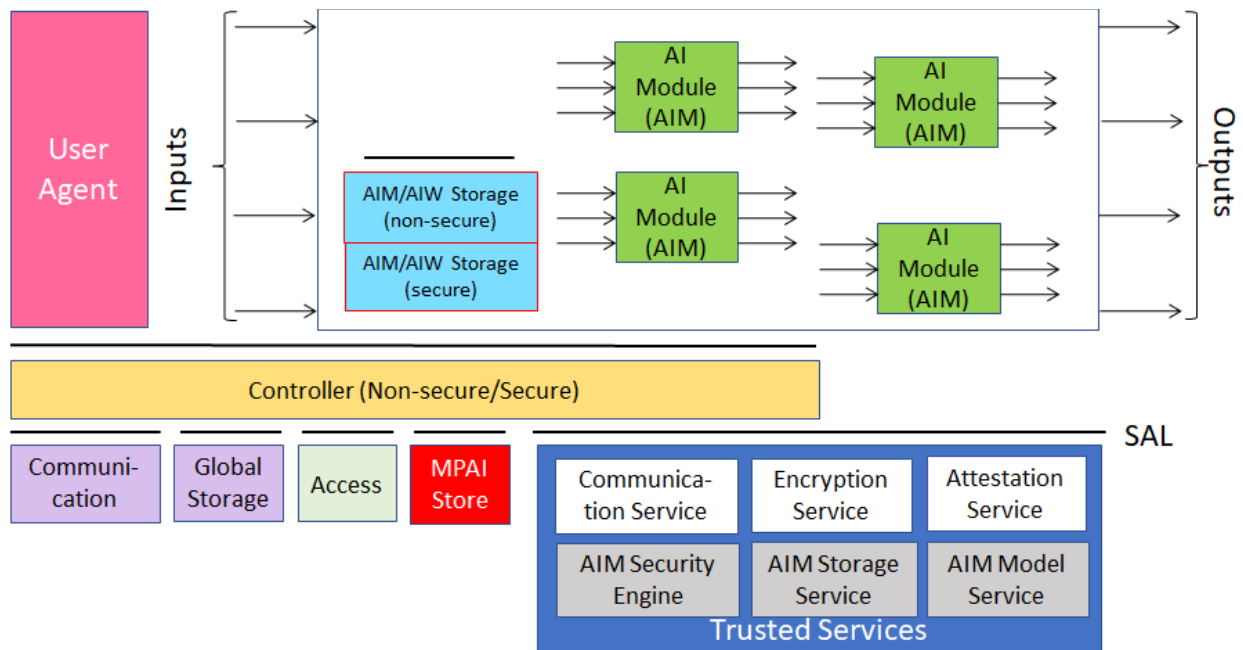 User
Agent
Inputs
AI
Module
(AIM)
AI
Module
(AIM)
AIM/AIW Storage
(non-secure)
AIM/AIW Storage
(secure)
AI
Module
(AIM)
AI
Module
(AIM)
Outputs
Controller (Non-secure/Secure)
SAL
Communi-
cation
Global
Storage
Access
MPAI
Store
Communica-
tion Service
Encryption
Service
Attestation
Service
AIM Security
Engine
AIM Storage
Service
AIM Model
Service
Trusted Services